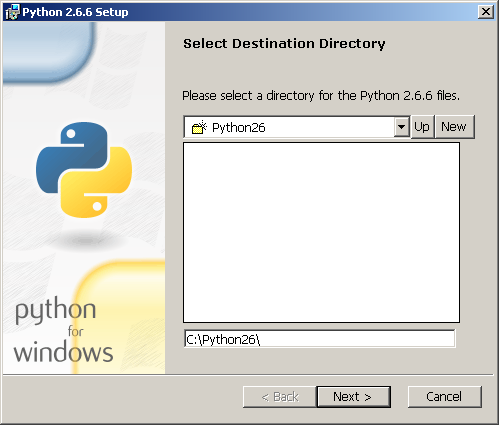 Python 2.6.6 Setup
Select Destination Directory
Please select a directory for the Python 2.6.6 files.
Python26
Up
New
C:\Python26\
python
for
windows
< Back
Next >
Cancel